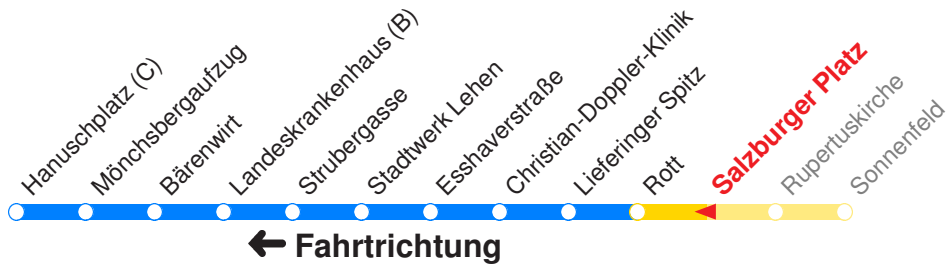 Hanuschplatz (C)
Mönchsbergaufzug
Bärenwirt
Landeskrankenhaus (B)
Strubergasse
Stadtwerk Lehen
Esshaverstraße
Christian-Doppler-Klinik
Lieferinger Spitz
Rott
Salzburger Platz
Rupertuskirche
Sonnenfeld
← Fahrtrichtung